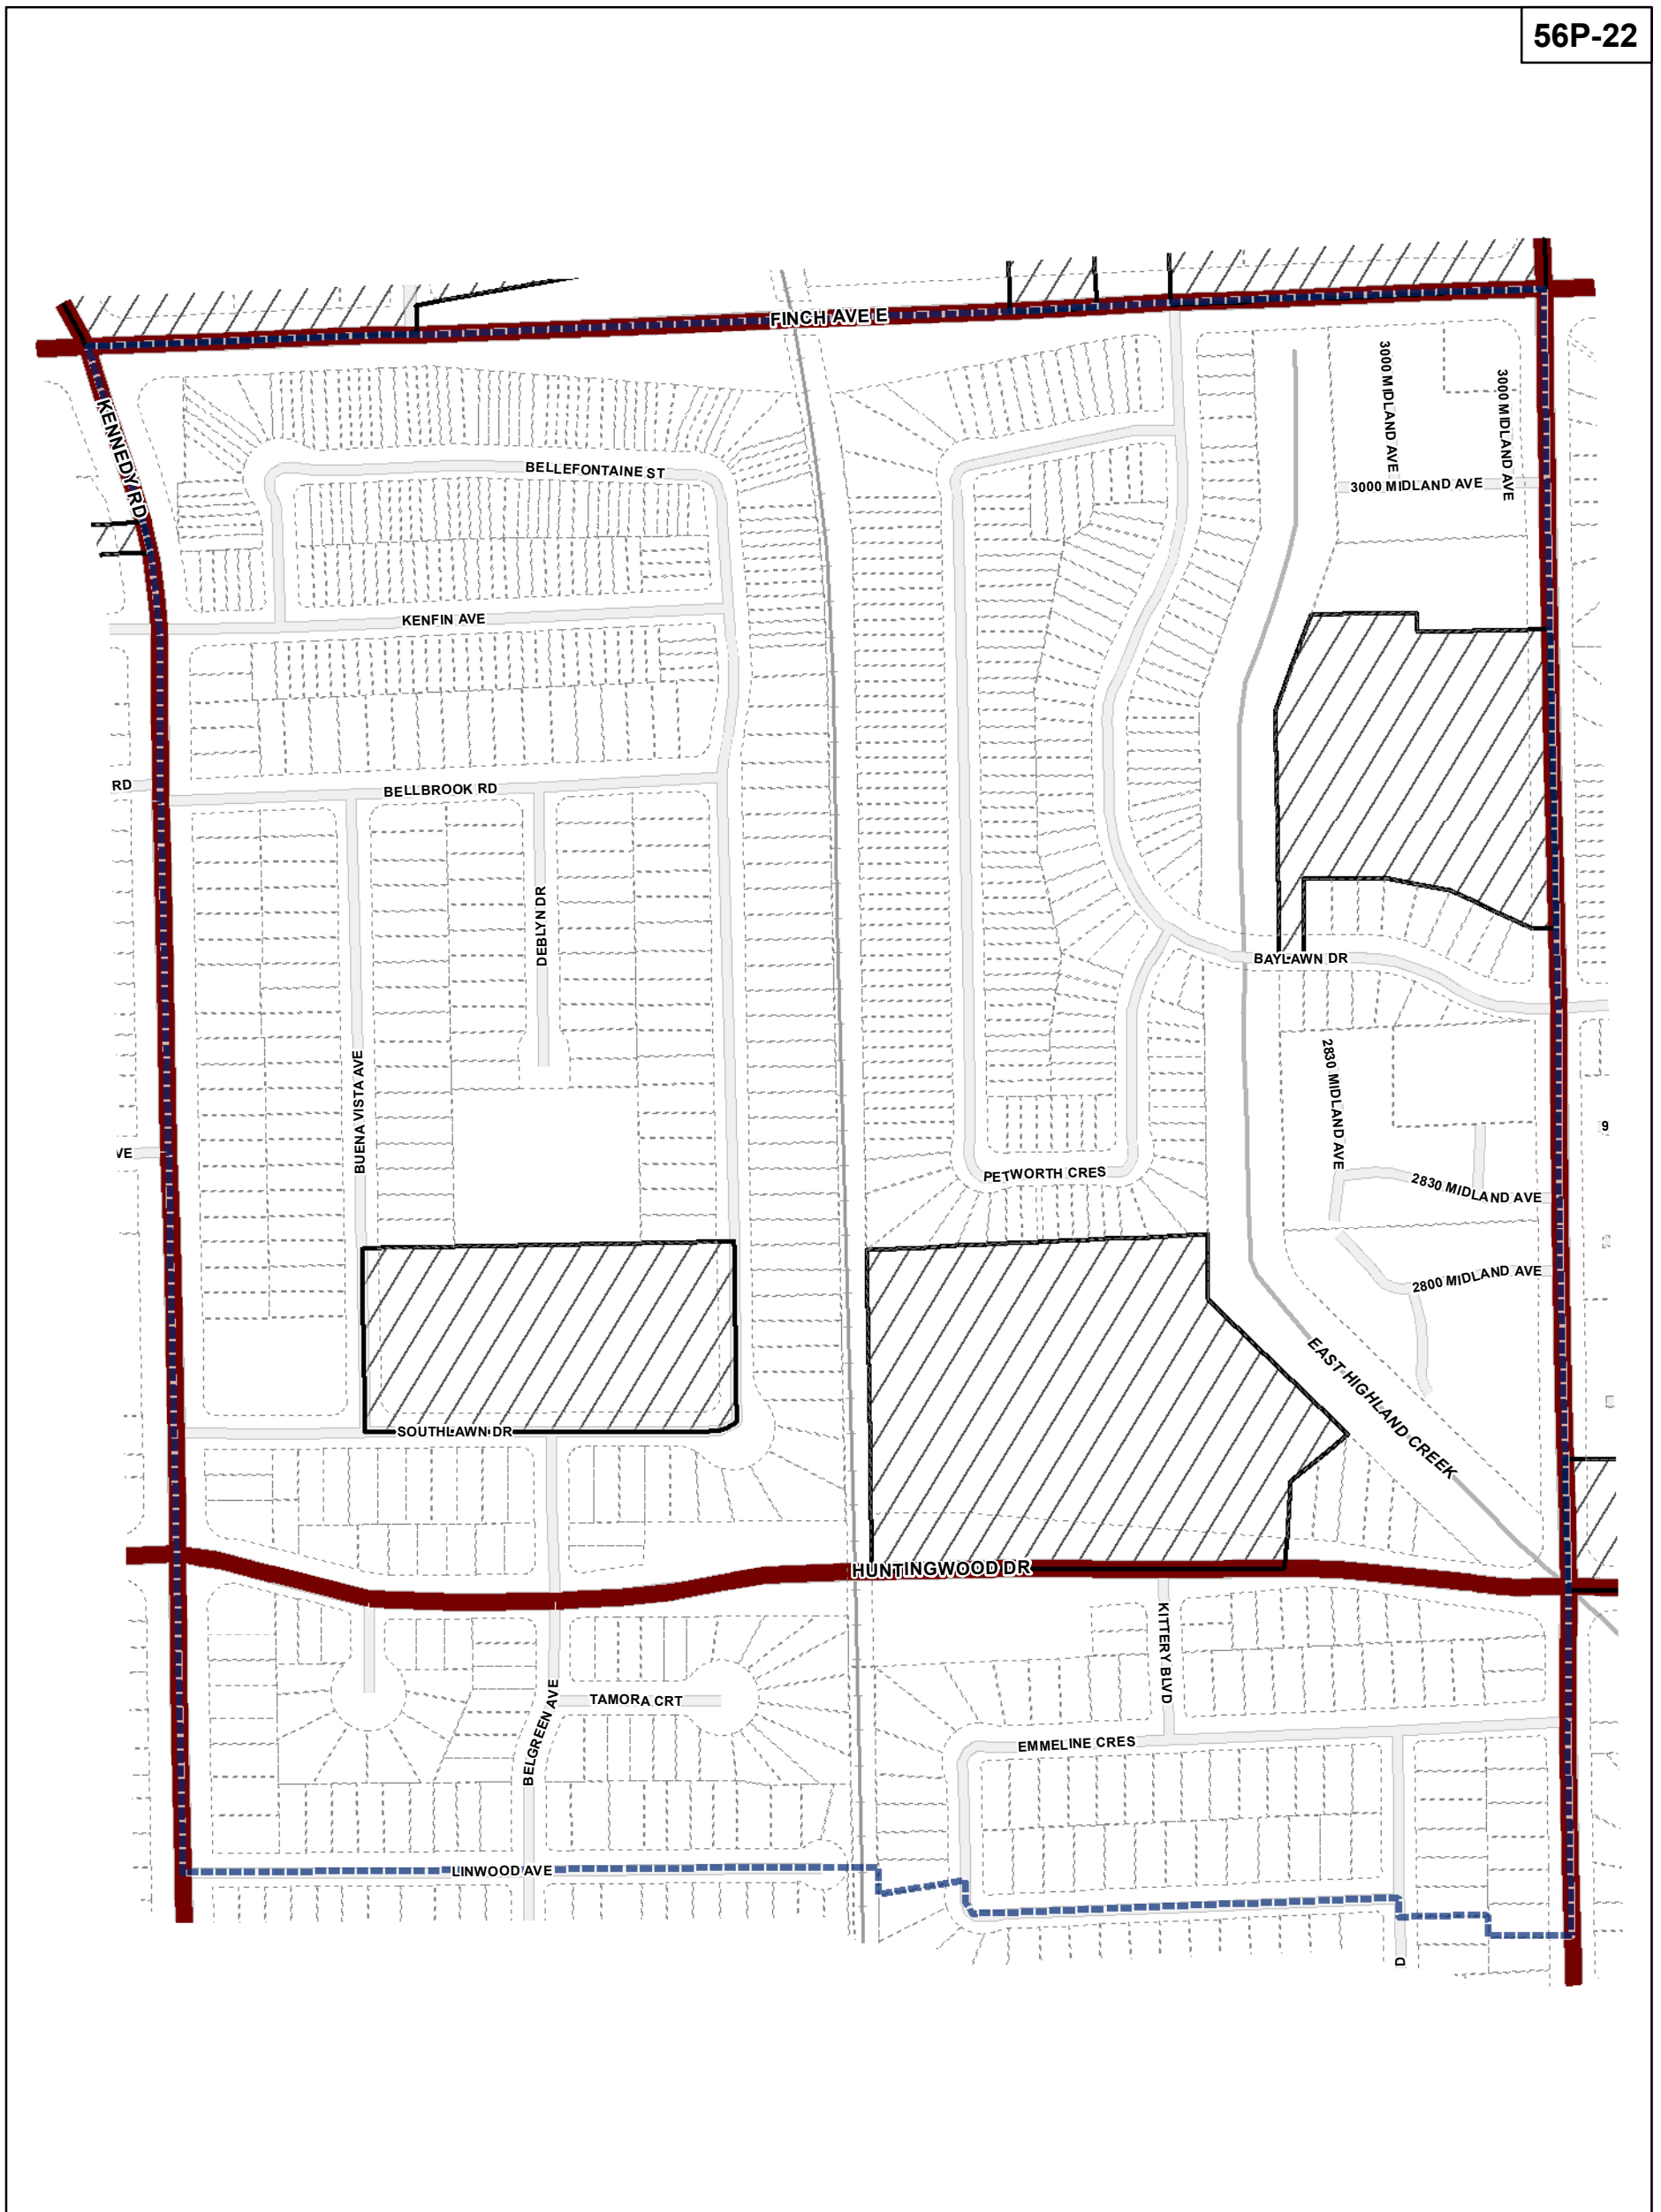 56P-22
FINCH AVE E
KENNEDY RD
3000 MIDLAND AVE
3000 MIDLAND AVE
BELLEFONTAINE ST
3000 MIDLAND AVE
KENFIN AVE
RD
BELLBROOK RD
DEBLYN DR
BAYLAWN DR
BUENA VISTA AVE
2830 MIDLAND AVE
9
VE
PETWORTH CRES
2830 MIDLAND AVE
2800 MIDLAND AVE
EAST HIGHLAND CREEK
SOUTHLAWN DR
HUNTINGWOOD DR
KITTERY BLVD
BELGREEN AVE
TAMORA CRT
EMMELINE CRES
LINWOOD AVE
D